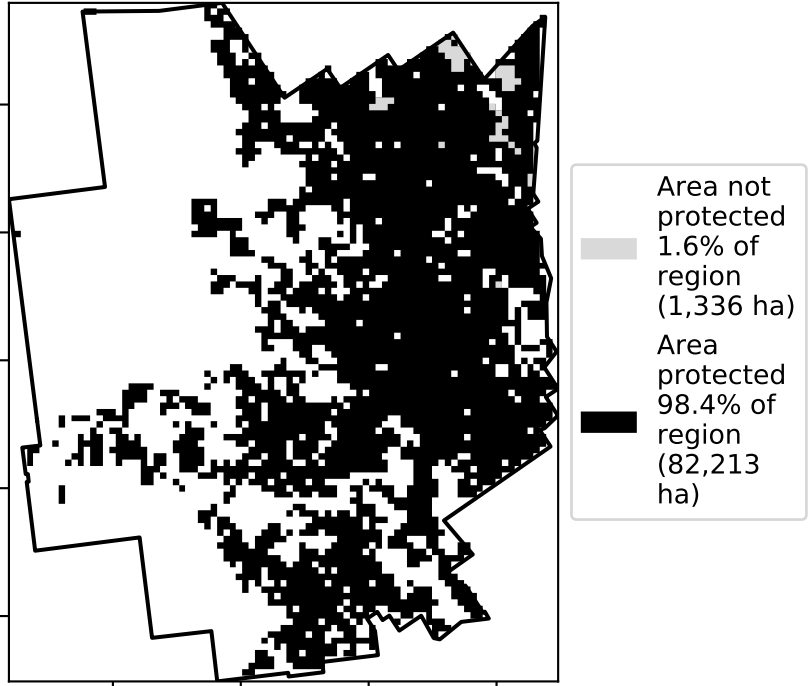 Area not
protected
1.6% of
region
(1,336 ha)
Area
protected
98.4% of
region
(82,213
ha)